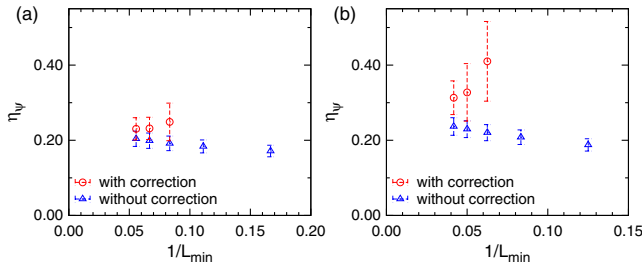 (a)
η_ψ
0.40
0.20
0.00
with correction
without correction
0.00 0.05 0.10 0.15 0.20
1/L_min
(b)
η_ψ
0.40
0.20
0.00
with correction
without correction
0.00 0.05 0.10 0.15
1/L_min